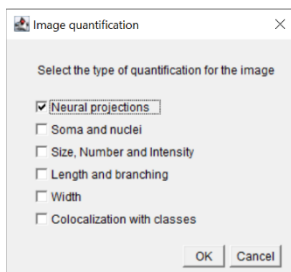 Image quantification
Select the type of quantification for the image
Neural projections
Soma and nuclei
Size, Number and Intensity
Length and branching
Width
Colocalization with classes
OK Cancel